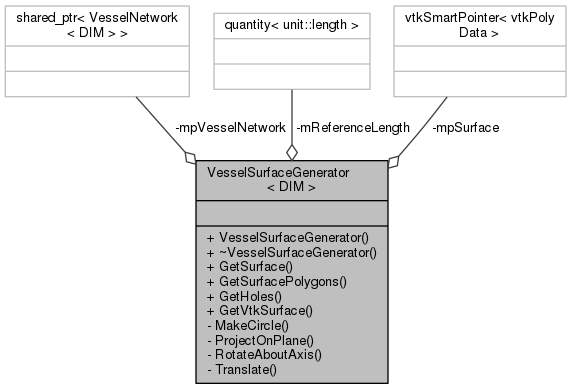 shared_ptr< VesselNetwork
< DIM > >
quantity< unit::length >
vtkSmartPointer< vtkPoly
Data >
-mpVesselNetwork
-mReferenceLength
-mpSurface
VesselSurfaceGenerator
< DIM >
+ VesselSurfaceGenerator()
+ ~VesselSurfaceGenerator()
+ GetSurface()
+ GetSurfacePolygons()
+ GetHoles()
+ GetVtkSurface()
- MakeCircle()
- ProjectOnPlane()
- RotateAboutAxis()
- Translate()